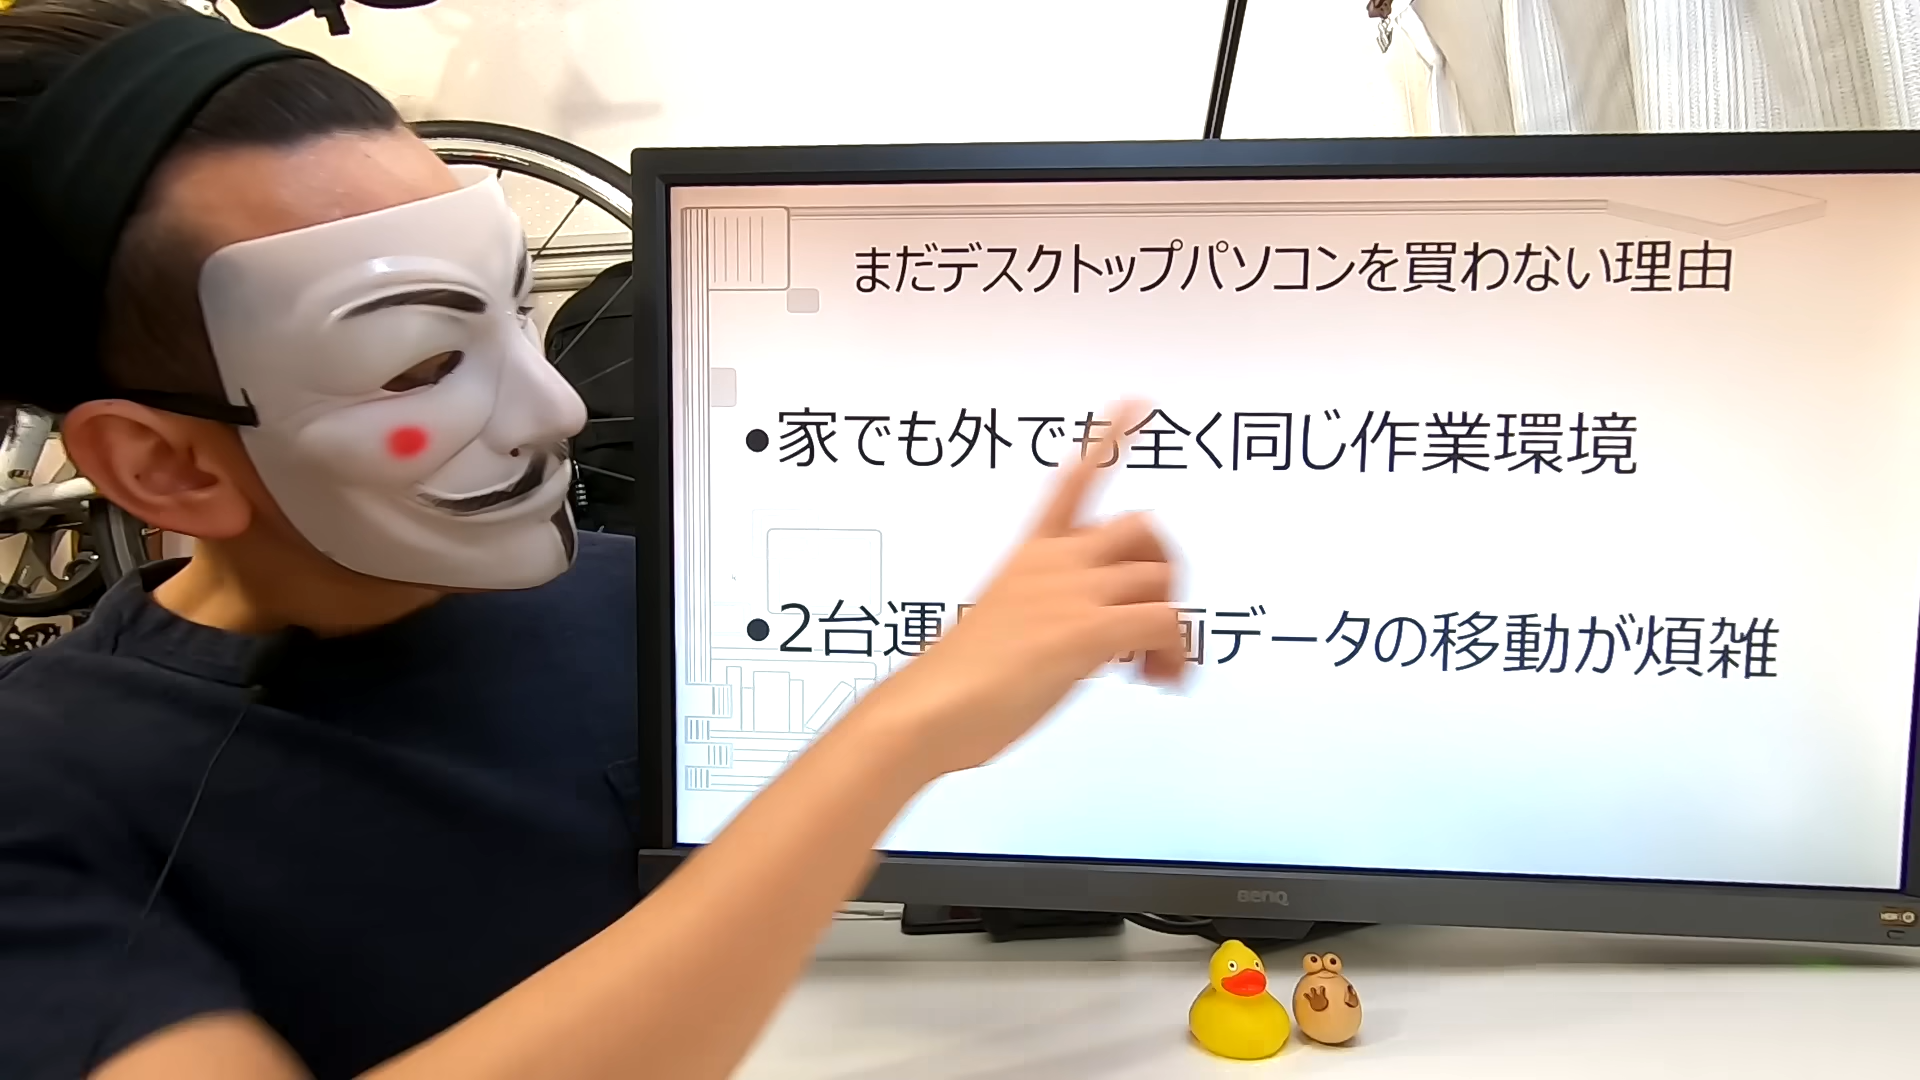 まだデスクトップパソコンを買わない理由
•家でも外でも全く同じ作業環境
•2台運 画データの移動が煩雑
BenQ
HDR